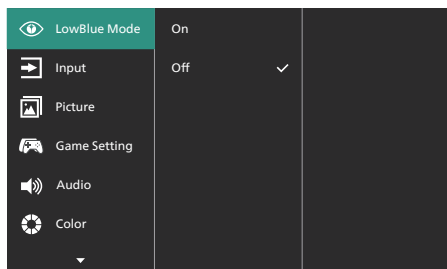 LowBlue Mode
On
Input
Off
Picture
Game Setting
Audio
Color